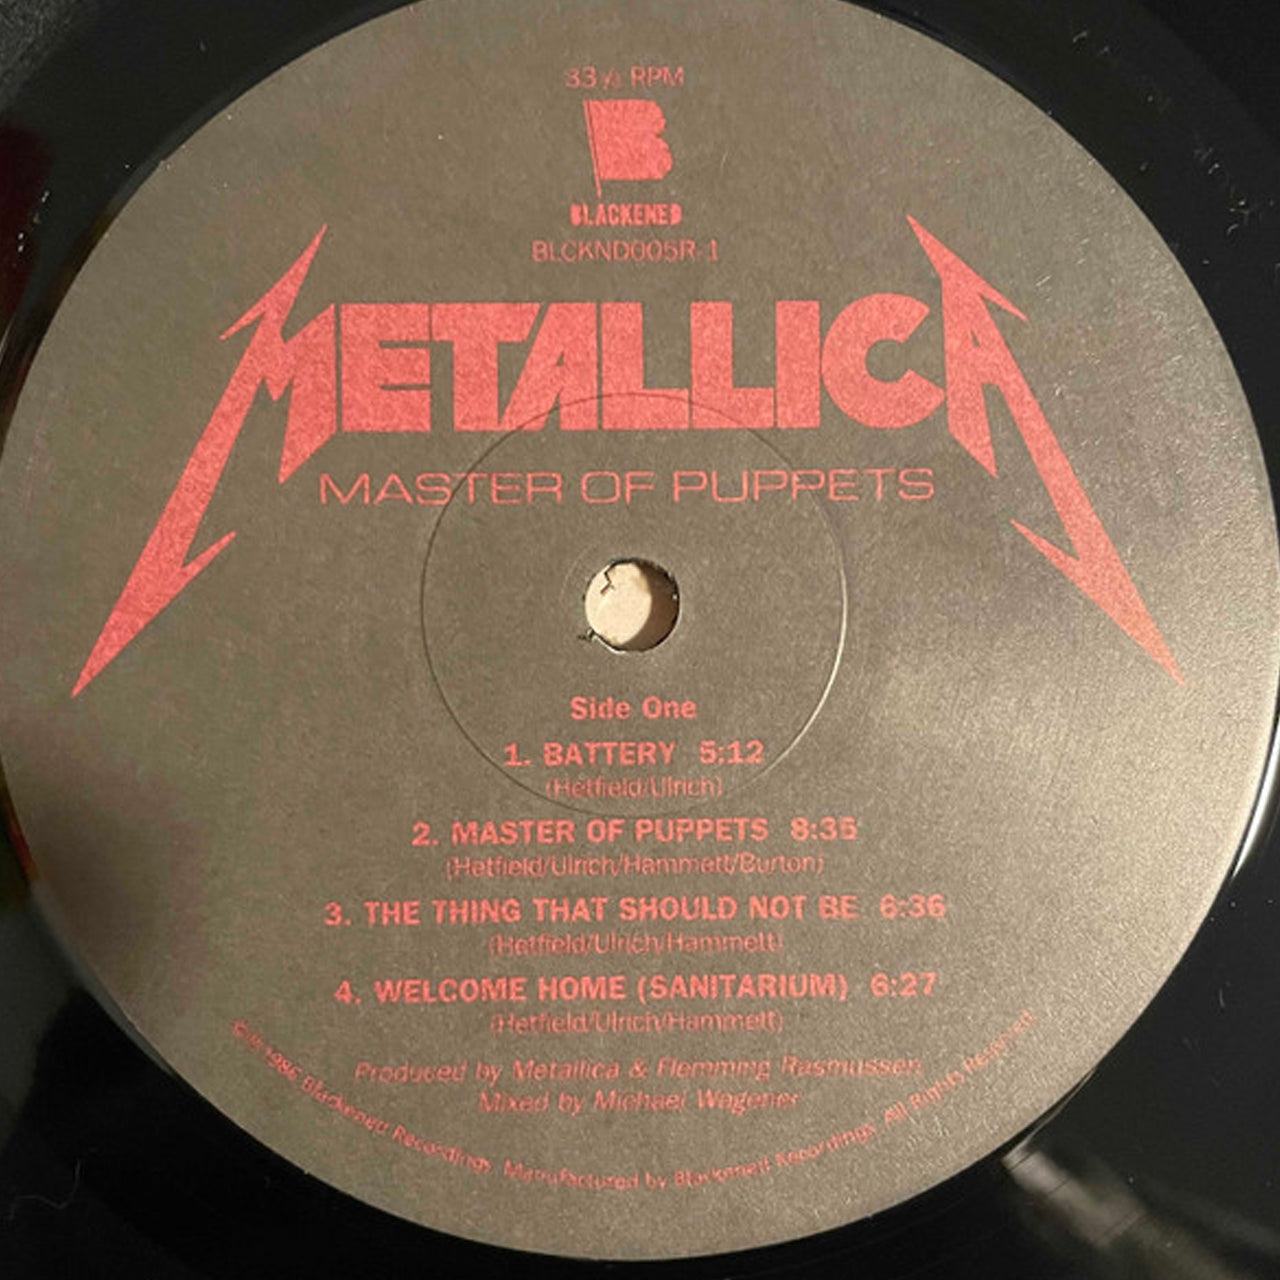 33⅓ RPM
B
BLACKENED
BLCKND005R-1
METALLICA
MASTER OF PUPPETS
Side One
1. BATTERY 5:12
(Hetfield/Ulrich)
2. MASTER OF PUPPETS 8:35
(Hetfield/Ulrich/Hammett/Burton)
3. THE THING THAT SHOULD NOT BE 6:36
(Hetfield/Ulrich/Hammett)
4. WELCOME HOME (SANITARIUM) 6:27
(Hetfield/Ulrich/Hammett)
Produced by Metallica & Flemming Rasmussen
Mixed by Michael Wagener
1986 Blackened Recordings. Manufactured by Blackened Recordings. All Rights Reserved.